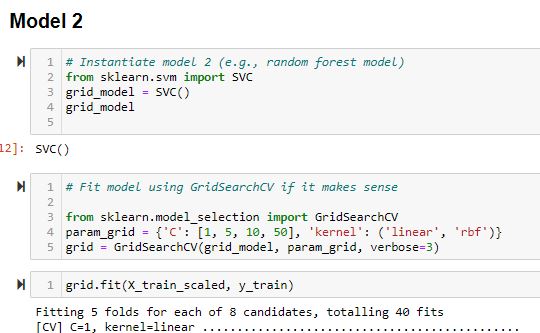 Model 2
1 # Instantiate model 2 (e.g., random forest model)
2 from sklearn.svm import SVC
3 grid_model = SVC()
4 grid_model
5
12]: SVC()
1 # Fit model using GridSearchCV if it makes sense
2
3 from sklearn.model_selection import GridSearchCV
4 param_grid = {'C': [1, 5, 10, 50], 'kernel': ('linear', 'rbf')}
5 grid = GridSearchCV(grid_model, param_grid, verbose=3)
1 grid.fit(X_train_scaled, y_train)
Fitting 5 folds for each of 8 candidates, totalling 40 fits
[CV] C=1, kernel=linear ............................................